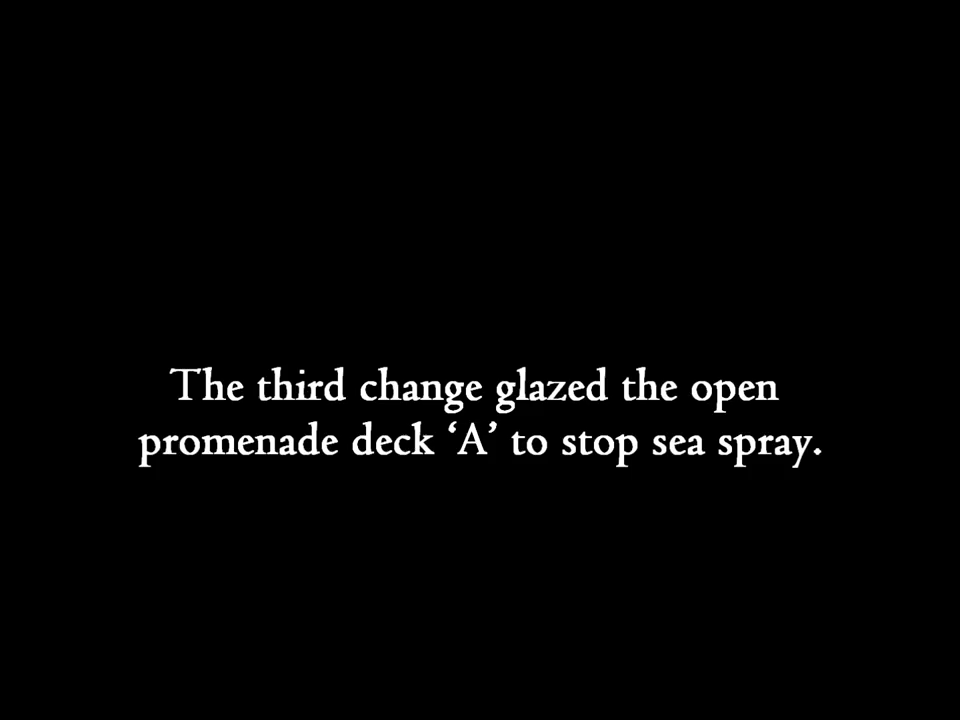 The third change glazed the open
promenade deck ‘A’ to stop sea spray.